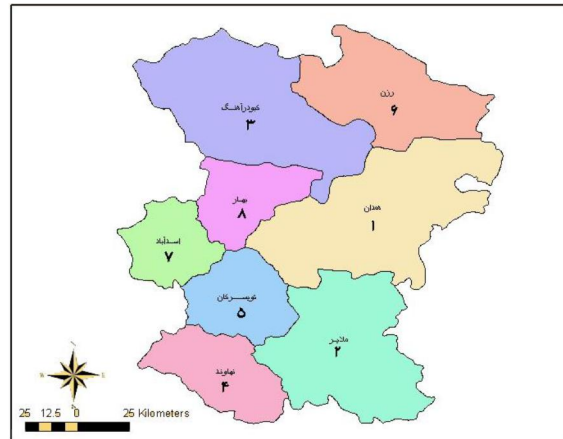 رزن
۶
کبودرآهنگ
۳
همدان
۱
بهار
۸
اسدآباد
۷
تویسرکان
۵
ملایر
۲
نهاوند
۴
N
W E
S
25 12.5 0 25 Kilometers